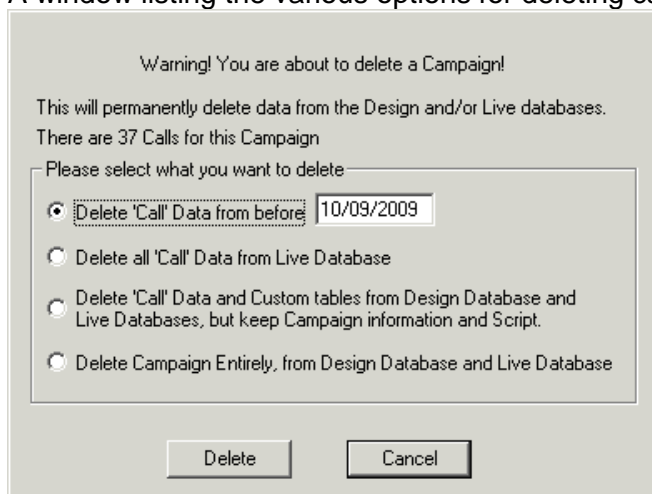 A window listing the various options for deleting
Warning! You are about to delete a Campaign!
This will permanently delete data from the Design and/or Live databases.
There are 37 Calls for this Campaign
Please select what you want to delete
Delete 'Call' Data from before 10/09/2009
Delete all 'Call' Data from Live Database
Delete 'Call' Data and Custom tables from Design Database and
Live Databases, but keep Campaign information and Script.
Delete Campaign Entirely, from Design Database and Live Database
Delete Cancel